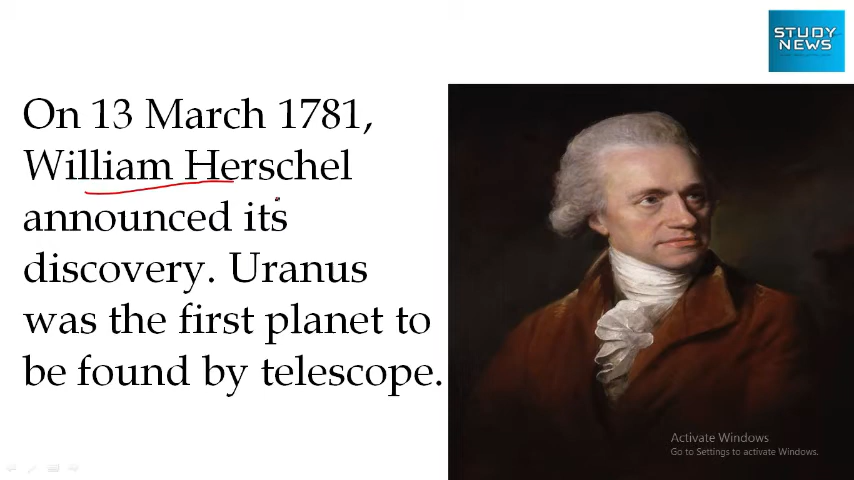 STUDY
NEWS
On 13 March 1781,
William Herschel
announced its
discovery. Uranus
was the first planet to
be found by telescope.
Activate Windows
Go to Settings to activate Windows.